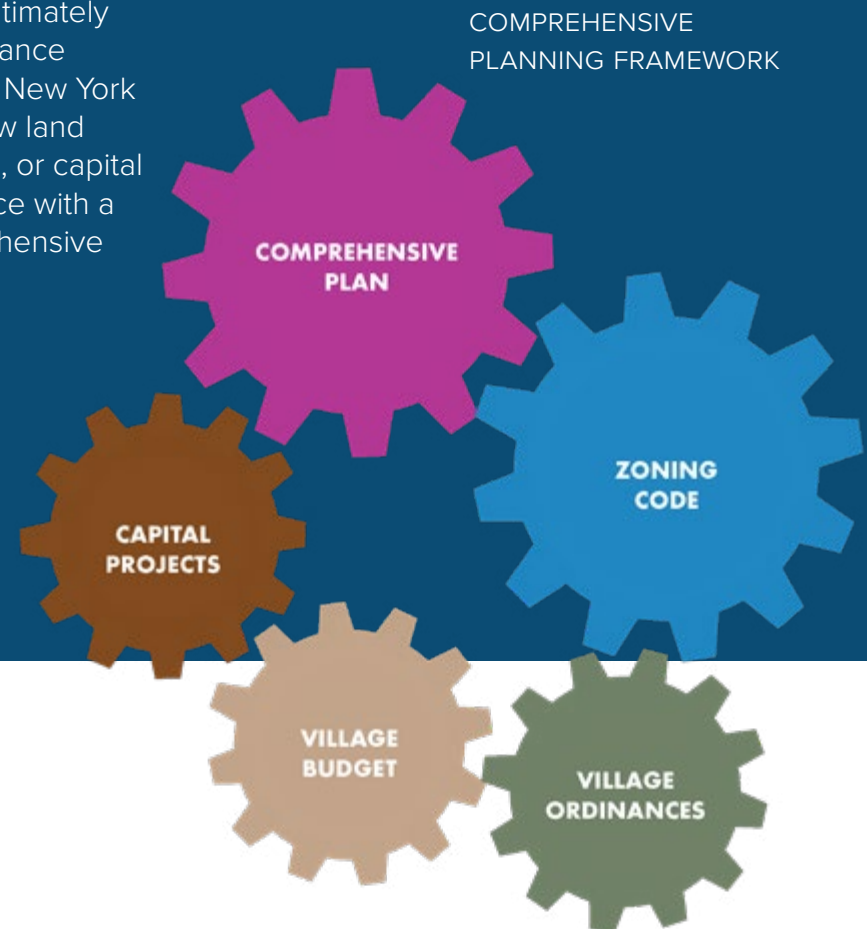 timately
ance
New York
w land
, or capital
ce with a
hensive
COMPREHENSIVE
PLANNING FRAMEWORK
COMPREHENSIVE
PLAN
ZONING
CODE
CAPITAL
PROJECTS
VILLAGE
BUDGET
VILLAGE
ORDINANCES